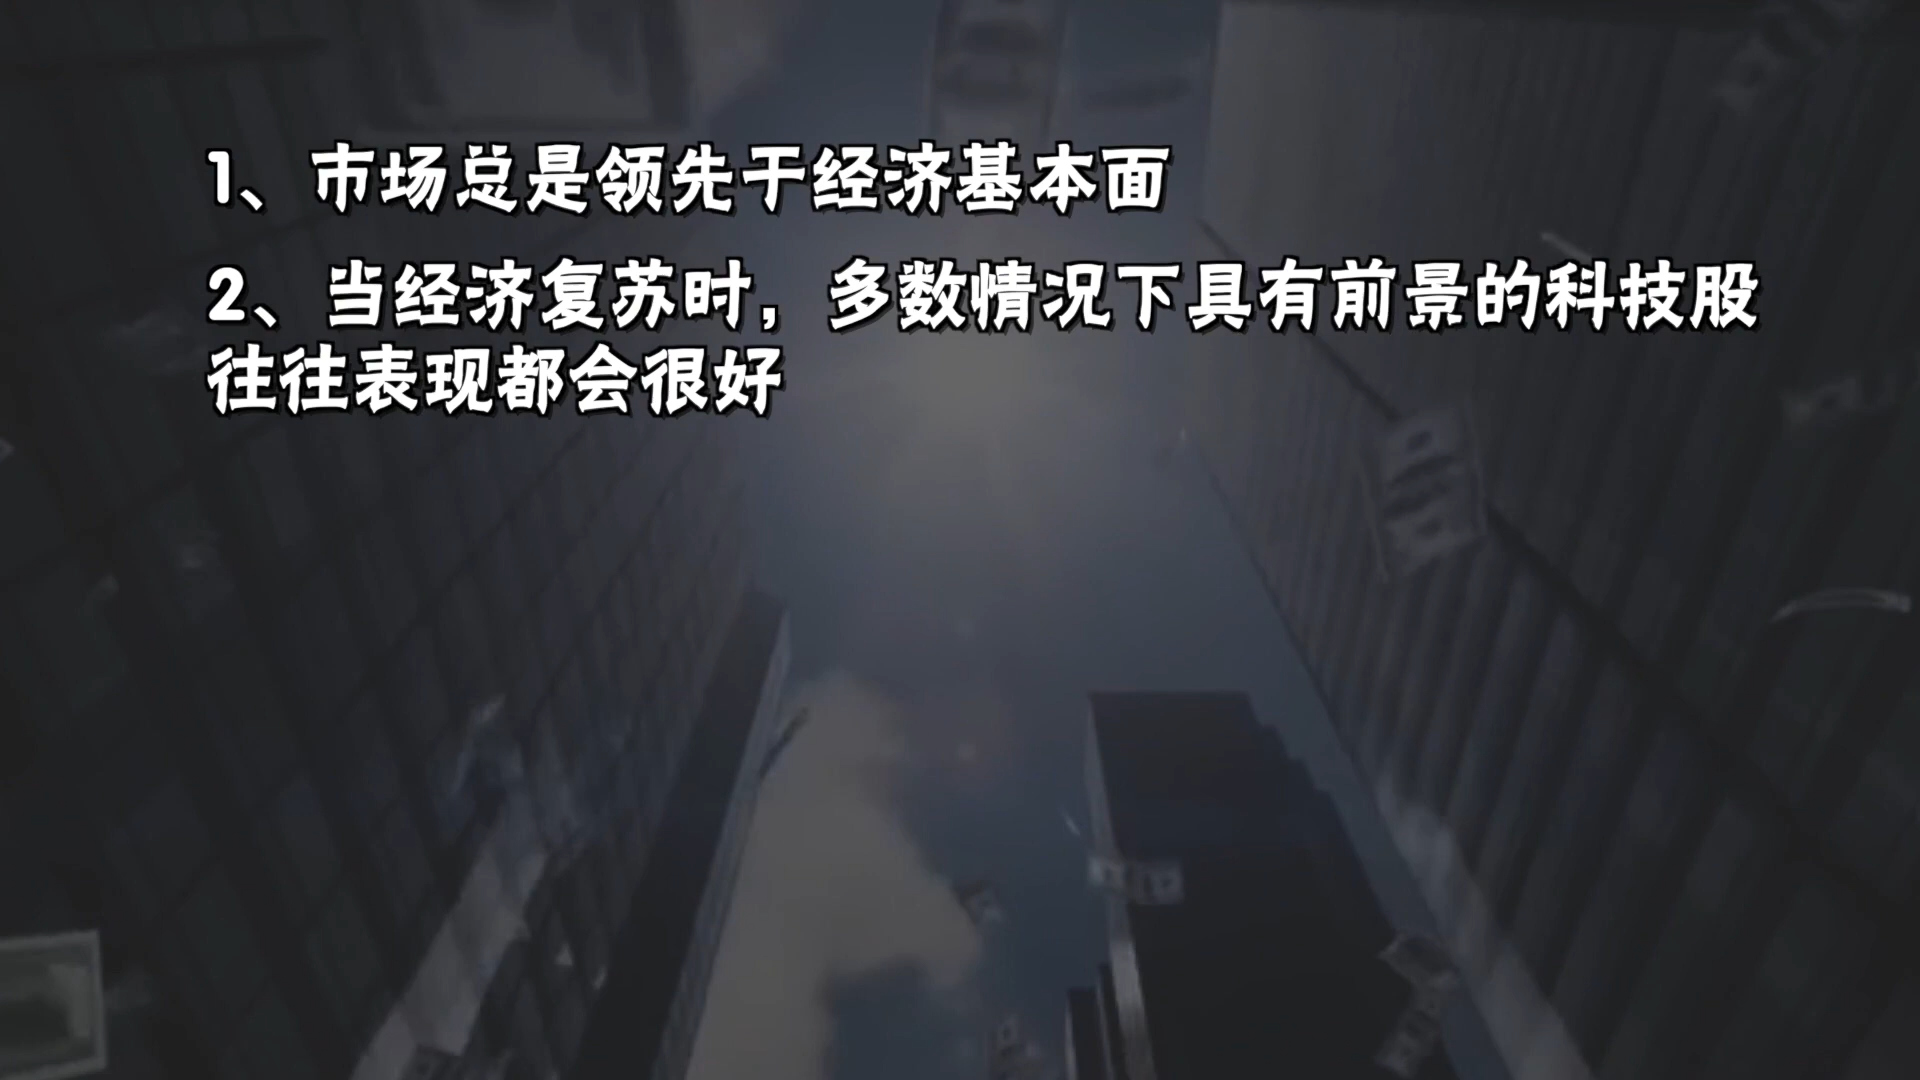 1、市场总是领先于经济基本面
2、当经济复苏时，多数情况下具有前景的科技股
往往表现都会很好